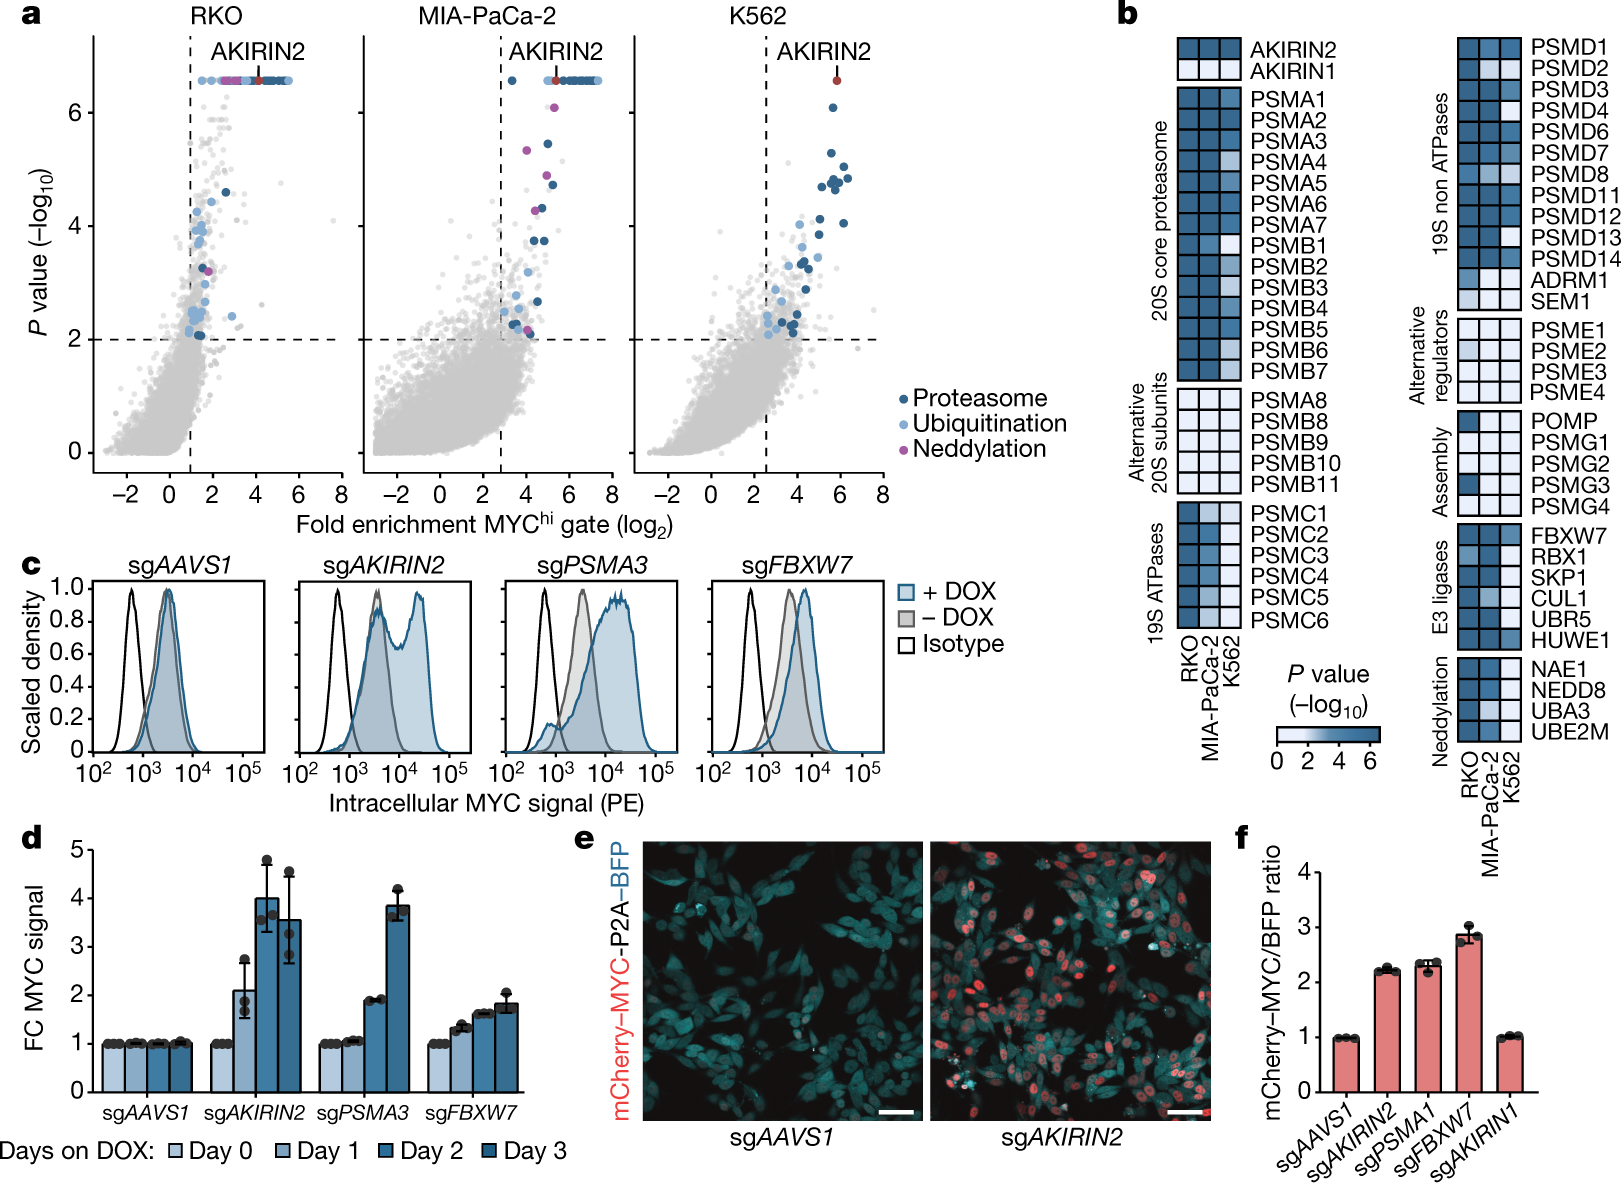 a
RKO
MIA-PaCa-2
K562
AKIRIN2
AKIRIN2
AKIRIN2
P value (–log10)
6
4
2
0
–2 0 2 4 6 8
–2 0 2 4 6 8
–2 0 2 4 6 8
Fold enrichment MYChi gate (log2)
Proteasome
Ubiquitination
Neddylation
b
AKIRIN2
AKIRIN1
20S core proteasome
PSMA1
PSMA2
PSMA3
PSMA4
PSMA5
PSMA6
PSMA7
PSMB1
PSMB2
PSMB3
PSMB4
PSMB5
PSMB6
PSMB7
Alternative
20S subunits
PSMA8
PSMB8
PSMB9
PSMB10
PSMB11
19S ATPases
PSMC1
PSMC2
PSMC3
PSMC4
PSMC5
PSMC6
RKO
MIA-PaCa-2
K562
P value
(–log10)
0 2 4 6
19S non ATPases
PSMD1
PSMD2
PSMD3
PSMD4
PSMD6
PSMD7
PSMD8
PSMD11
PSMD12
PSMD13
PSMD14
ADRM1
SEM1
Alternative
regulators
PSME1
PSME2
PSME3
PSME4
Assembly
POMP
PSMG1
PSMG2
PSMG3
PSMG4
E3 ligases
FBXW7
RBX1
SKP1
CUL1
UBR5
HUWE1
Neddylation
NAE1
NEDD8
UBA3
UBE2M
RKO
MIA-PaCa-2
K562
c
sgAAVS1
sgAKIRIN2
sgPSMA3
sgFBXW7
Scaled density
1.0
0.8
0.6
0.4
0.2
0
102 103 104 105
102 103 104 105
102 103 104 105
102 103 104 105
Intracellular MYC signal (PE)
+ DOX
– DOX
Isotype
d
FC MYC signal
5
4
3
2
1
0
sgAAVS1
sgAKIRIN2
sgPSMA3
sgFBXW7
Days on DOX: Day 0 Day 1 Day 2 Day 3
e
mCherry–MYC-P2A–BFP
sgAAVS1
sgAKIRIN2
f
mCherry–MYC/BFP ratio
4
3
2
1
0
sgAAVS1
sgAKIRIN2
sgPSMA1
sgFBXW7
sgAKIRIN1